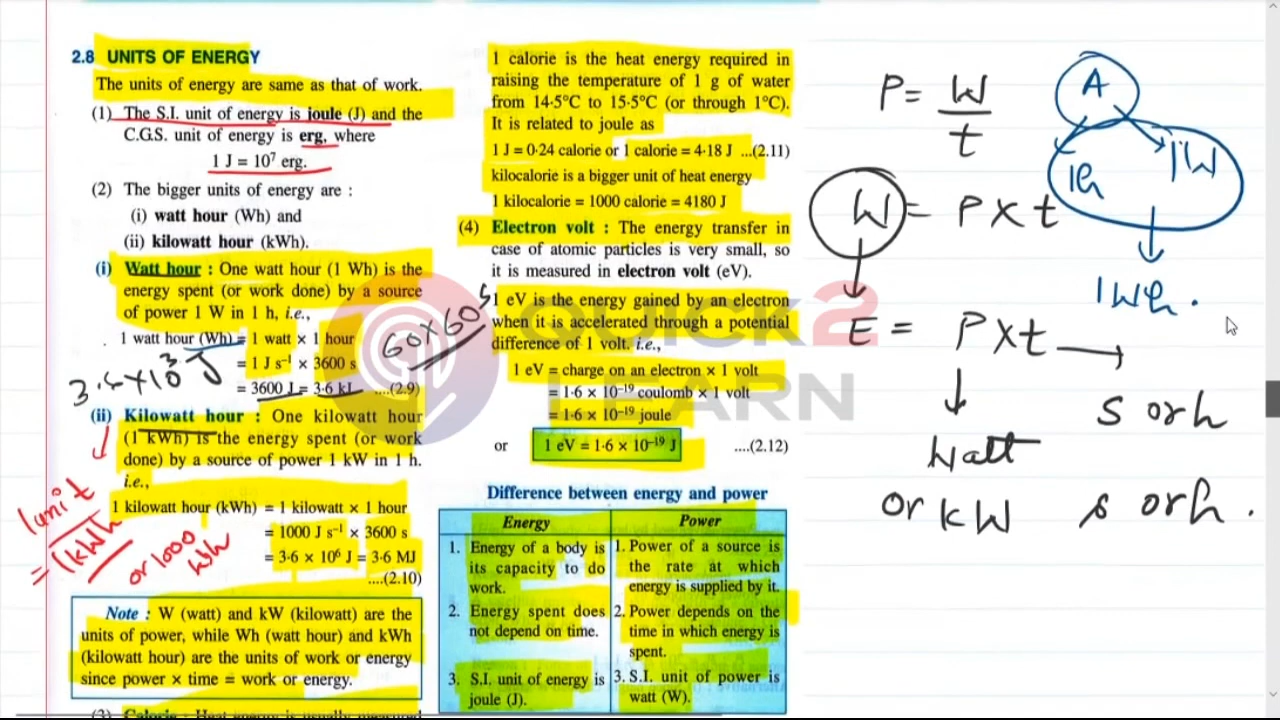 2.8 UNITS OF ENERGY
The units of energy are same as that of work.
(1) The S.I. unit of energy is joule (J) and the
C.G.S. unit of energy is erg, where
1 J = 10⁷ erg.
(2) The bigger units of energy are :
(i) watt hour (Wh) and
(ii) kilowatt hour (kWh).
(i) Watt hour : One watt hour (1 Wh) is the
energy spent (or work done) by a source
of power 1 W in 1 h, i.e.,
1 watt hour (Wh) = 1 watt × 1 hour
= 1 J s⁻¹ × 3600 s
= 3600 J = 3·6 kJ ....(2.9)
60×60 s
3.6×10³ J
(ii) Kilowatt hour : One kilowatt hour
(1 kWh) is the energy spent (or work
done) by a source of power 1 kW in 1 h.
i.e.,
1 kilowatt hour (kWh) = 1 kilowatt × 1 hour
= 1000 J s⁻¹ × 3600 s
= 3·6 × 10⁶ J = 3·6 MJ
....(2.10)
1 unit
= 1kWh
or 1000
Wh
Note : W (watt) and kW (kilowatt) are the
units of power, while Wh (watt hour) and kWh
(kilowatt hour) are the units of work or energy
since power × time = work or energy.
(3) Calorie : Heat energy is usually measured
1 calorie is the heat energy required in
raising the temperature of 1 g of water
from 14·5°C to 15·5°C (or through 1°C).
It is related to joule as
1 J = 0·24 calorie or 1 calorie = 4·18 J ...(2.11)
kilocalorie is a bigger unit of heat energy
1 kilocalorie = 1000 calorie = 4180 J
(4) Electron volt : The energy transfer in
case of atomic particles is very small, so
it is measured in electron volt (eV).
1 eV is the energy gained by an electron
when it is accelerated through a potential
difference of 1 volt. i.e.,
1 eV = charge on an electron × 1 volt
= 1·6 × 10⁻¹⁹ coulomb × 1 volt
= 1·6 × 10⁻¹⁹ joule
or 1 eV = 1·6 × 10⁻¹⁹ J ....(2.12)
QUICK2
LEARN
Difference between energy and power
Energy Power
1. Energy of a body is
its capacity to do
work.
1. Power of a source is
the rate at which
energy is supplied by it.
2. Energy spent does
not depend on time.
2. Power depends on the
time in which energy is
spent.
3. S.I. unit of energy is
joule (J).
3. S.I. unit of power is
watt (W).
P = W
t
W = P × t
E = P × t
s or h
Watt
or kW s or h.
A
1h 1W
1Wh.